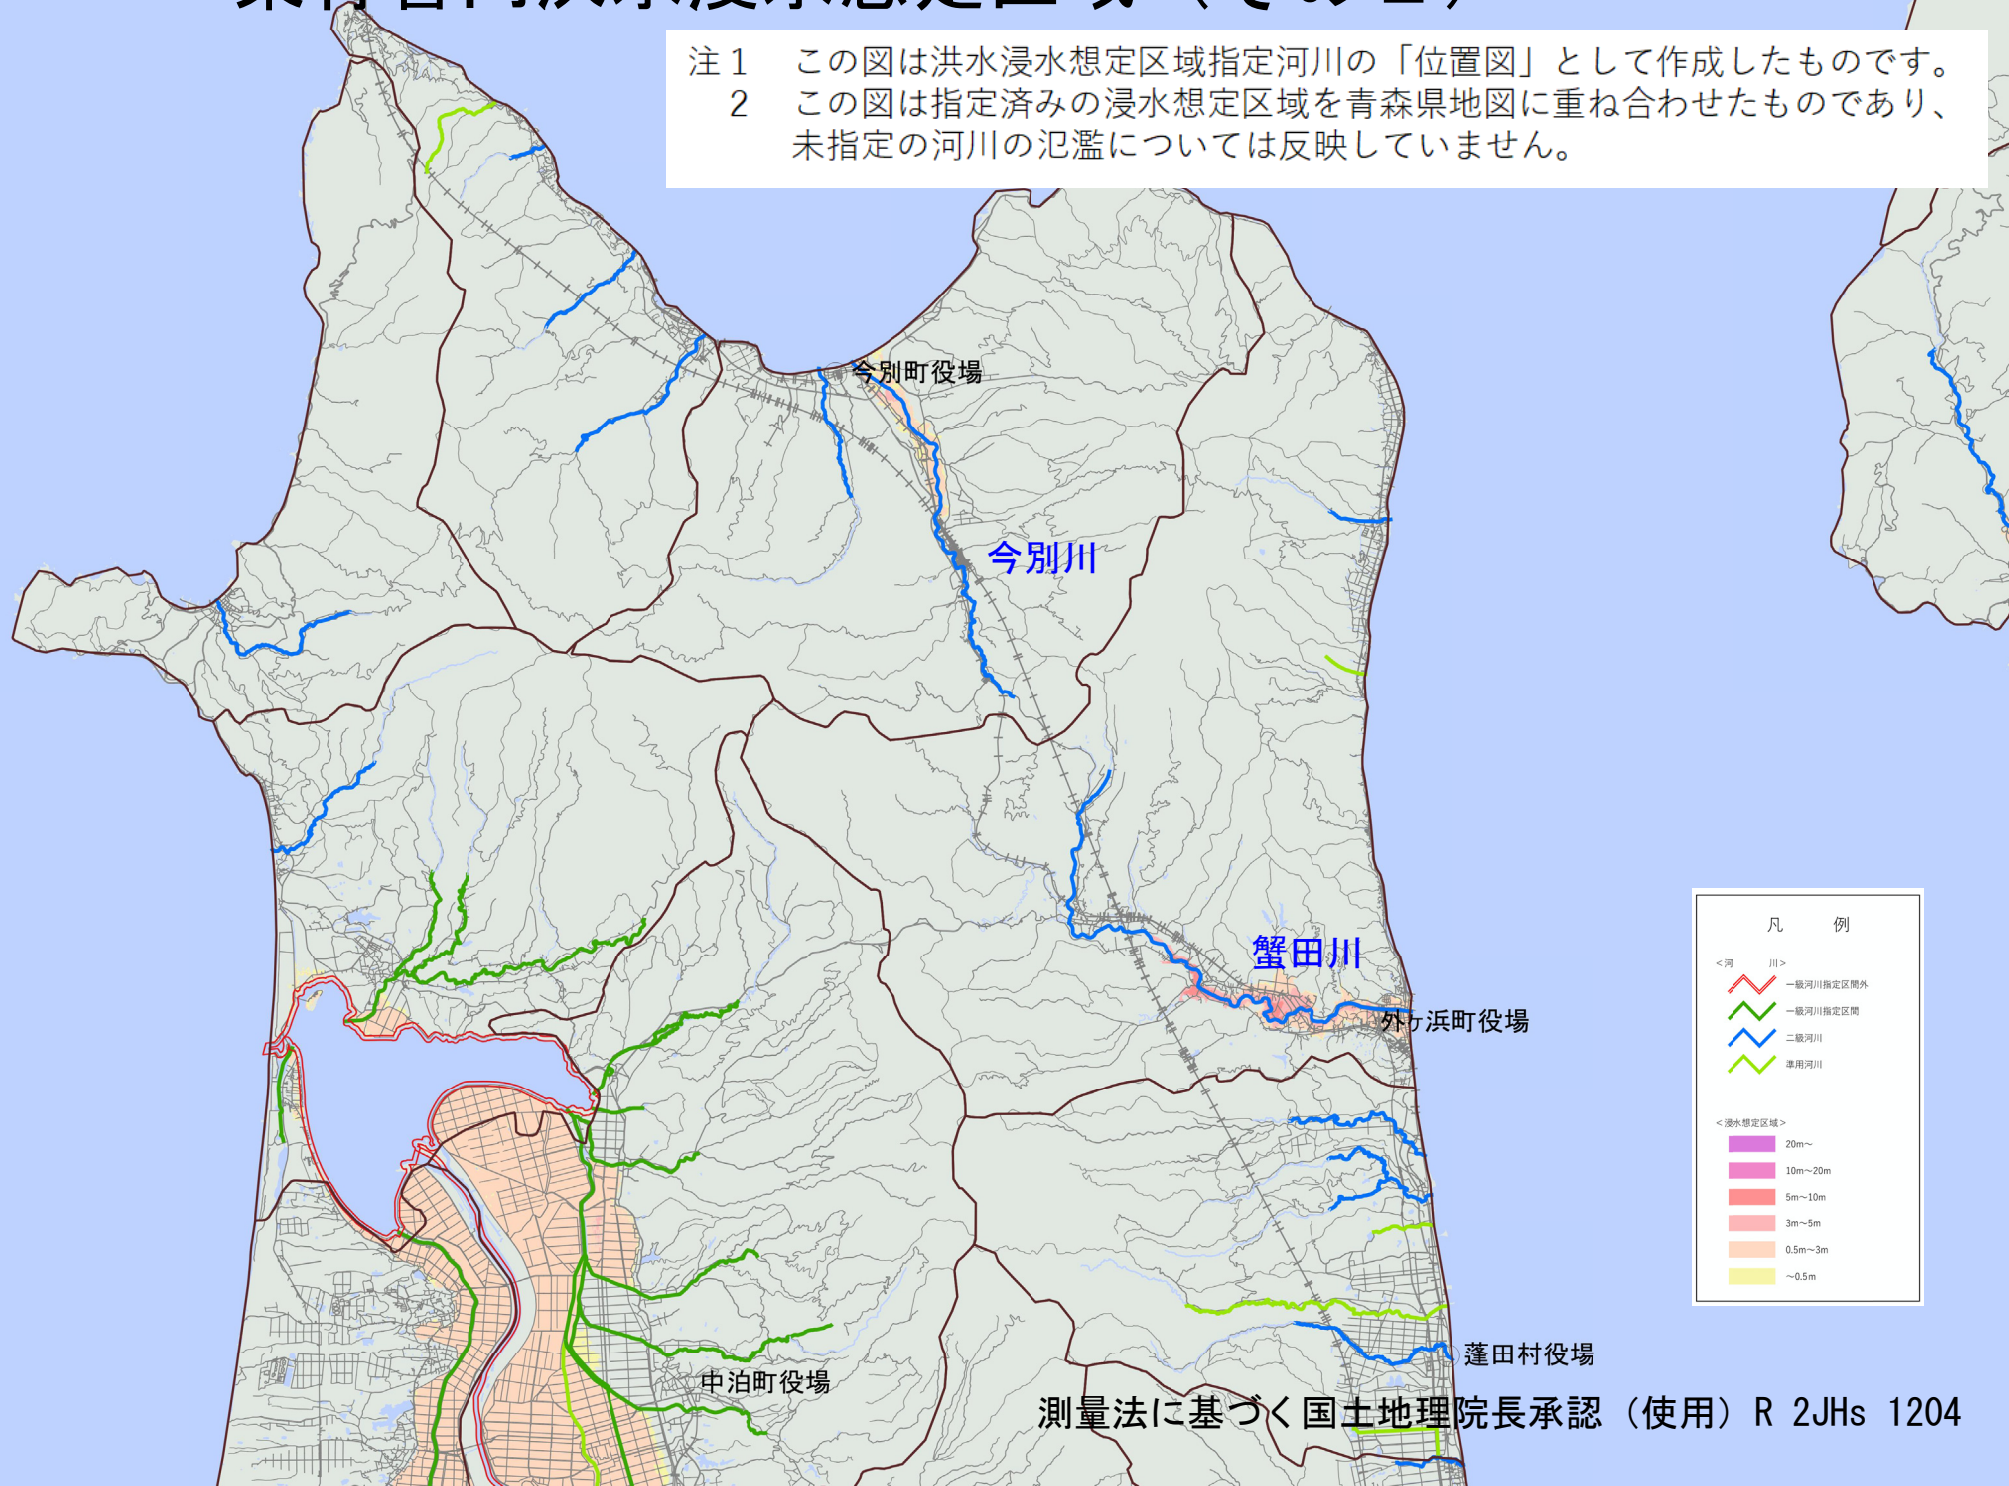 注１　この図は洪水浸水想定区域指定河川の「位置図」として作成したものです。
２　この図は指定済みの浸水想定区域を青森県地図に重ね合わせたものであり、
未指定の河川の氾濫については反映していません。
今別町役場
今別川
蟹田川
外ヶ浜町役場
凡　例
＜河　川＞
一級河川指定区間外
一級河川指定区間
二級河川
準用河川
＜浸水想定区域＞
20m～
10m～20m
5m～10m
3m～5m
0.5m～3m
～0.5m
蓬田村役場
中泊町役場
測量法に基づく国土地理院長承認（使用）R 2JHs 1204